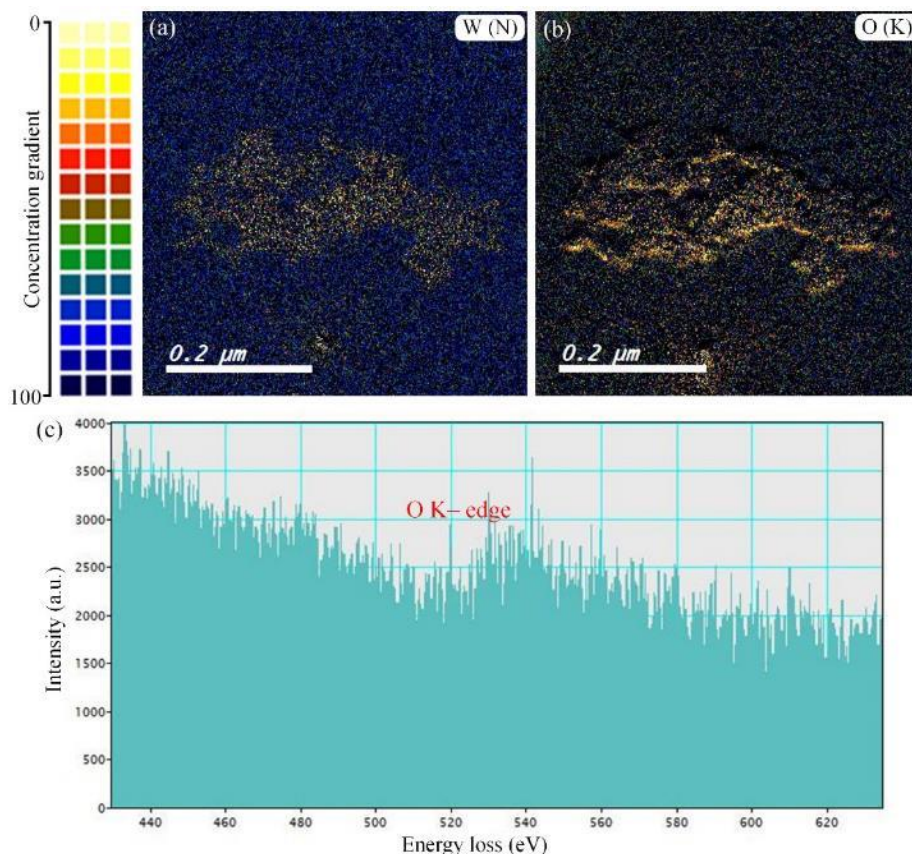 0
Concentration gradient
100
(a)
W (N)
0.2 µm
(b)
O (K)
0.2 µm
(c)
O K– edge
Intensity (a.u.)
4000
3500
3000
2500
2000
1500
1000
500
0
440 460 480 500 520 540 560 580 600 620
Energy loss (eV)